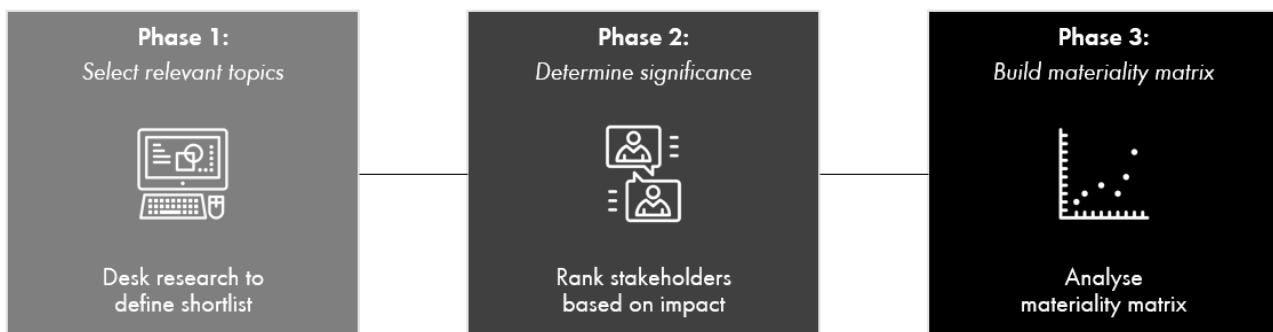 Phase 1:
Select relevant topics
Desk research to
define shortlist
Phase 2:
Determine significance
Rank stakeholders
based on impact
Phase 3:
Build materiality matrix
Analyse
materiality matrix